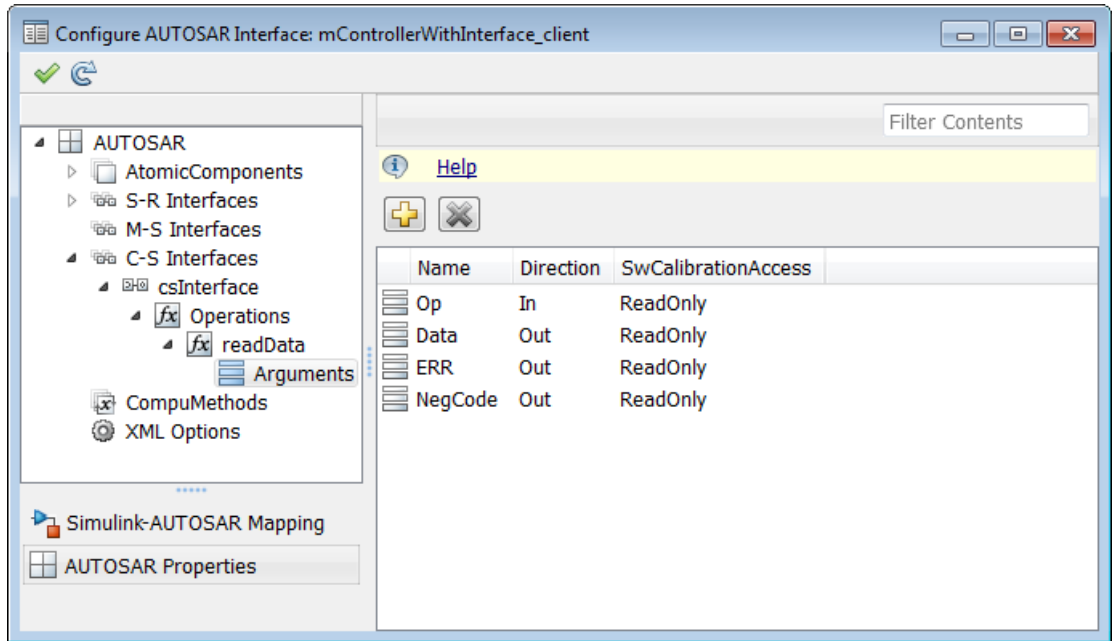 Configure AUTOSAR Interface: mControllerWithInterface_client
Filter Contents
AUTOSAR
AtomicComponents
S-R Interfaces
M-S Interfaces
C-S Interfaces
csInterface
fx Operations
fx readData
Arguments
CompuMethods
XML Options
Simulink-AUTOSAR Mapping
AUTOSAR Properties
Help
Name Direction SwCalibrationAccess
Op In ReadOnly
Data Out ReadOnly
ERR Out ReadOnly
NegCode Out ReadOnly